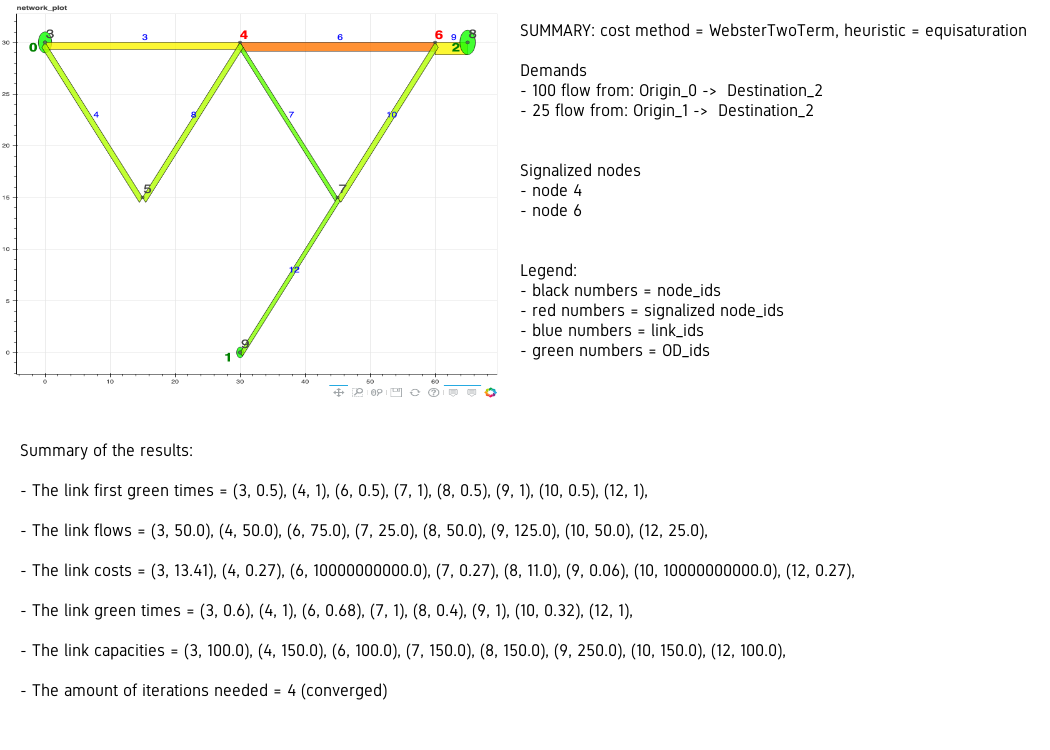 network_plot
3
3
6
9
8
30
0
4
6
2
25
4
8
7
10
20
5
7
15
10
12
5
9
0
1
0 10 20 30 40 50 60
SUMMARY: cost method = WebsterTwoTerm, heuristic = equisaturation
Demands
- 100 flow from: Origin_0 -> Destination_2
- 25 flow from: Origin_1 -> Destination_2
Signalized nodes
- node 4
- node 6
Legend:
- black numbers = node_ids
- red numbers = signalized node_ids
- blue numbers = link_ids
- green numbers = OD_ids
Summary of the results:
- The link first green times = (3, 0.5), (4, 1), (6, 0.5), (7, 1), (8, 0.5), (9, 1), (10, 0.5), (12, 1),
- The link flows = (3, 50.0), (4, 50.0), (6, 75.0), (7, 25.0), (8, 50.0), (9, 125.0), (10, 50.0), (12, 25.0),
- The link costs = (3, 13.41), (4, 0.27), (6, 10000000000.0), (7, 0.27), (8, 11.0), (9, 0.06), (10, 10000000000.0), (12, 0.27),
- The link green times = (3, 0.6), (4, 1), (6, 0.68), (7, 1), (8, 0.4), (9, 1), (10, 0.32), (12, 1),
- The link capacities = (3, 100.0), (4, 150.0), (6, 100.0), (7, 150.0), (8, 150.0), (9, 250.0), (10, 150.0), (12, 100.0),
- The amount of iterations needed = 4 (converged)